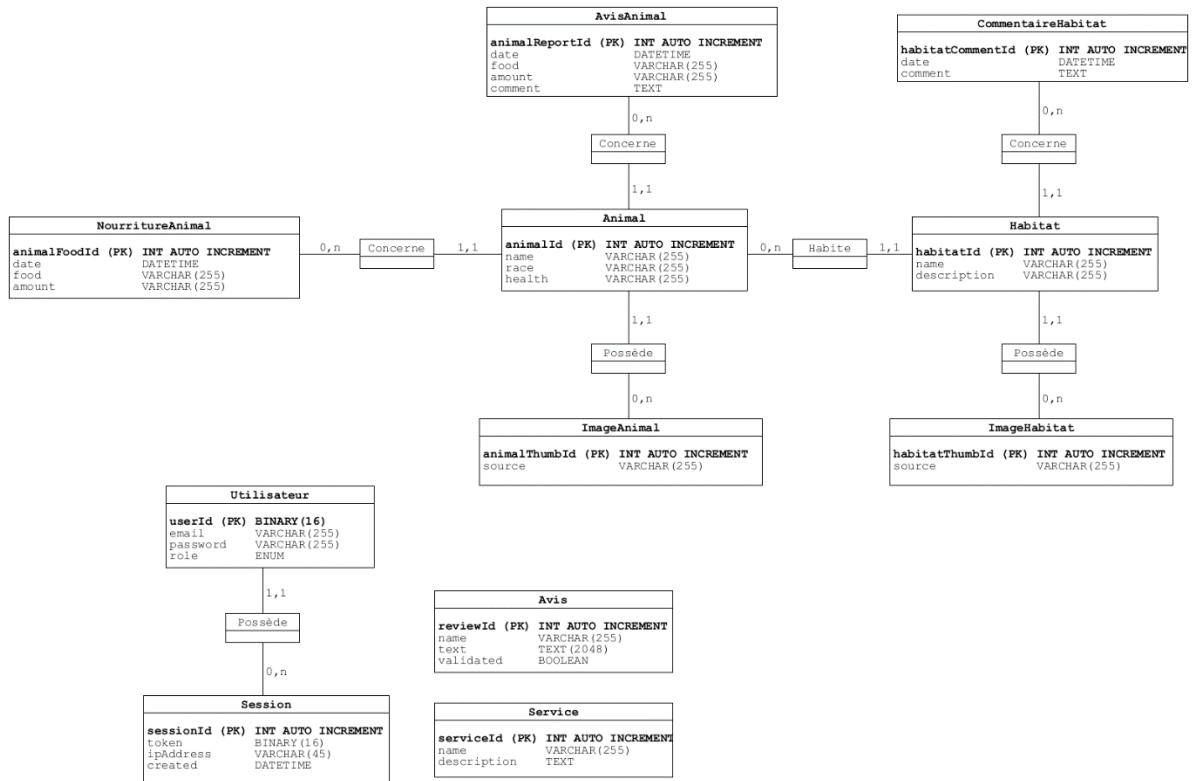 AvisAnimal
animalReportId (PK) INT AUTO INCREMENT
date DATETIME
food VARCHAR(255)
amount VARCHAR(255)
comment TEXT
0,n
Concerne
1,1
CommentaireHabitat
habitatCommentId (PK) INT AUTO INCREMENT
date DATETIME
comment TEXT
0,n
Concerne
1,1
NourritureAnimal
animalFoodId (PK) INT AUTO INCREMENT
date DATETIME
food VARCHAR(255)
amount VARCHAR(255)
0,n
Concerne
1,1
Animal
animalId (PK) INT AUTO INCREMENT
name VARCHAR(255)
race VARCHAR(255)
health VARCHAR(255)
0,n
Habite
1,1
Habitat
habitatId (PK) INT AUTO INCREMENT
name VARCHAR(255)
description VARCHAR(255)
1,1
Possède
0,n
ImageAnimal
animalThumbId (PK) INT AUTO INCREMENT
source VARCHAR(255)
1,1
Possède
0,n
ImageHabitat
habitatThumbId (PK) INT AUTO INCREMENT
source VARCHAR(255)
Utilisateur
userId (PK) BINARY(16)
email VARCHAR(255)
password VARCHAR(255)
role ENUM
1,1
Possède
0,n
Session
sessionId (PK) INT AUTO INCREMENT
token BINARY(16)
ipAddress VARCHAR(45)
created DATETIME
Avis
reviewId (PK) INT AUTO INCREMENT
name VARCHAR(255)
text TEXT(2048)
validated BOOLEAN
Service
serviceId (PK) INT AUTO INCREMENT
name VARCHAR(255)
description TEXT